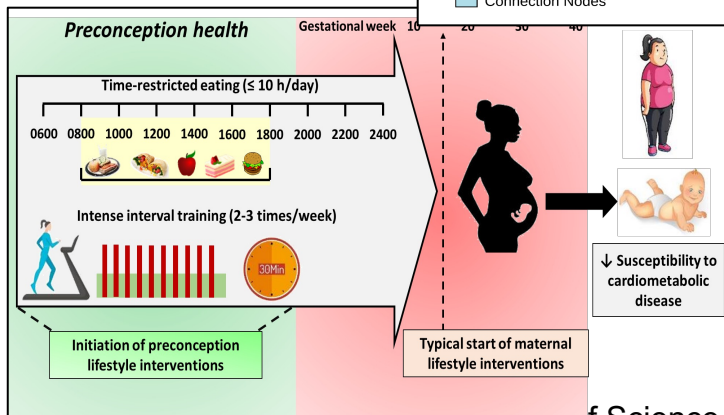 Connection Nodes
Preconception health
Gestational week 10 20 30 40
Time-restricted eating (≤ 10 h/day)
0600 0800 1000 1200 1400 1600 1800 2000 2200 2400
Intense interval training (2-3 times/week)
30Min
↓ Susceptibility to
cardiometabolic
disease
Initiation of preconception
lifestyle interventions
Typical start of maternal
lifestyle interventions